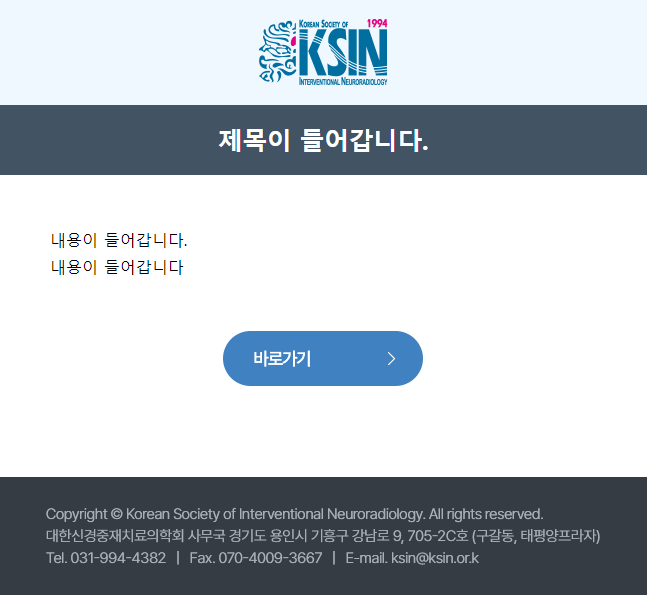 KOREAN SOCIETY OF 1994
KSIN
INTERVENTIONAL NEURORADIOLOGY
제목이 들어갑니다.
내용이 들어갑니다.
내용이 들어갑니다
바로가기
Copyright © Korean Society of Interventional Neuroradiology. All rights reserved.
대한신경중재치료의학회 사무국 경기도 용인시 기흥구 강남로 9, 705-2C호 (구갈동, 태평양프라자)
Tel. 031-994-4382 | Fax. 070-4009-3667 | E-mail. ksin@ksin.or.k